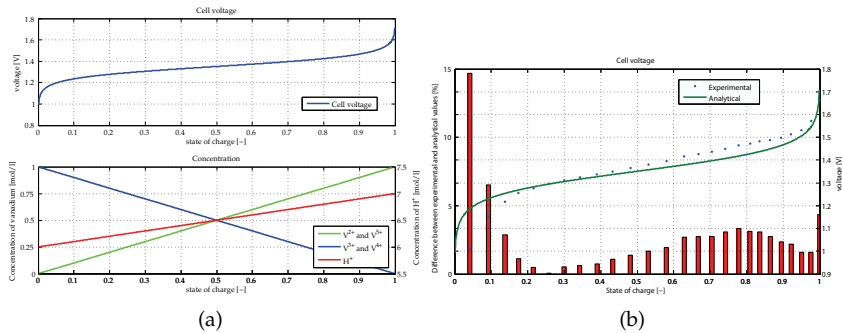 voltage [V]
1.8
1.6
1.4
1.2
1
0.8
0 0.1 0.2 0.3 0.4 0.5 0.6 0.7 0.8 0.9 1
state of charge [−]
Cell voltage
Concentration
Concentration of vanadium [mol/l]
1
0.75
0.5
0.25
0
7.5
7
6.5
6
5.5
Concentration of H⁺ [mol/l]
V²⁺ and V⁵⁺
V³⁺ and V⁴⁺
H⁺
0 0.1 0.2 0.3 0.4 0.5 0.6 0.7 0.8 0.9 1
state of charge [−]
(a)
Cell voltage
Difference between experimental and analytical values [%]
15
10
5
0
Experimental
Analytical
1.8
1.7
1.6
1.5
1.4
1.3
1.2
1.1
1
0.9
voltage [V]
0 0.1 0.2 0.3 0.4 0.5 0.6 0.7 0.8 0.9 1
State of charge [−]
(b)